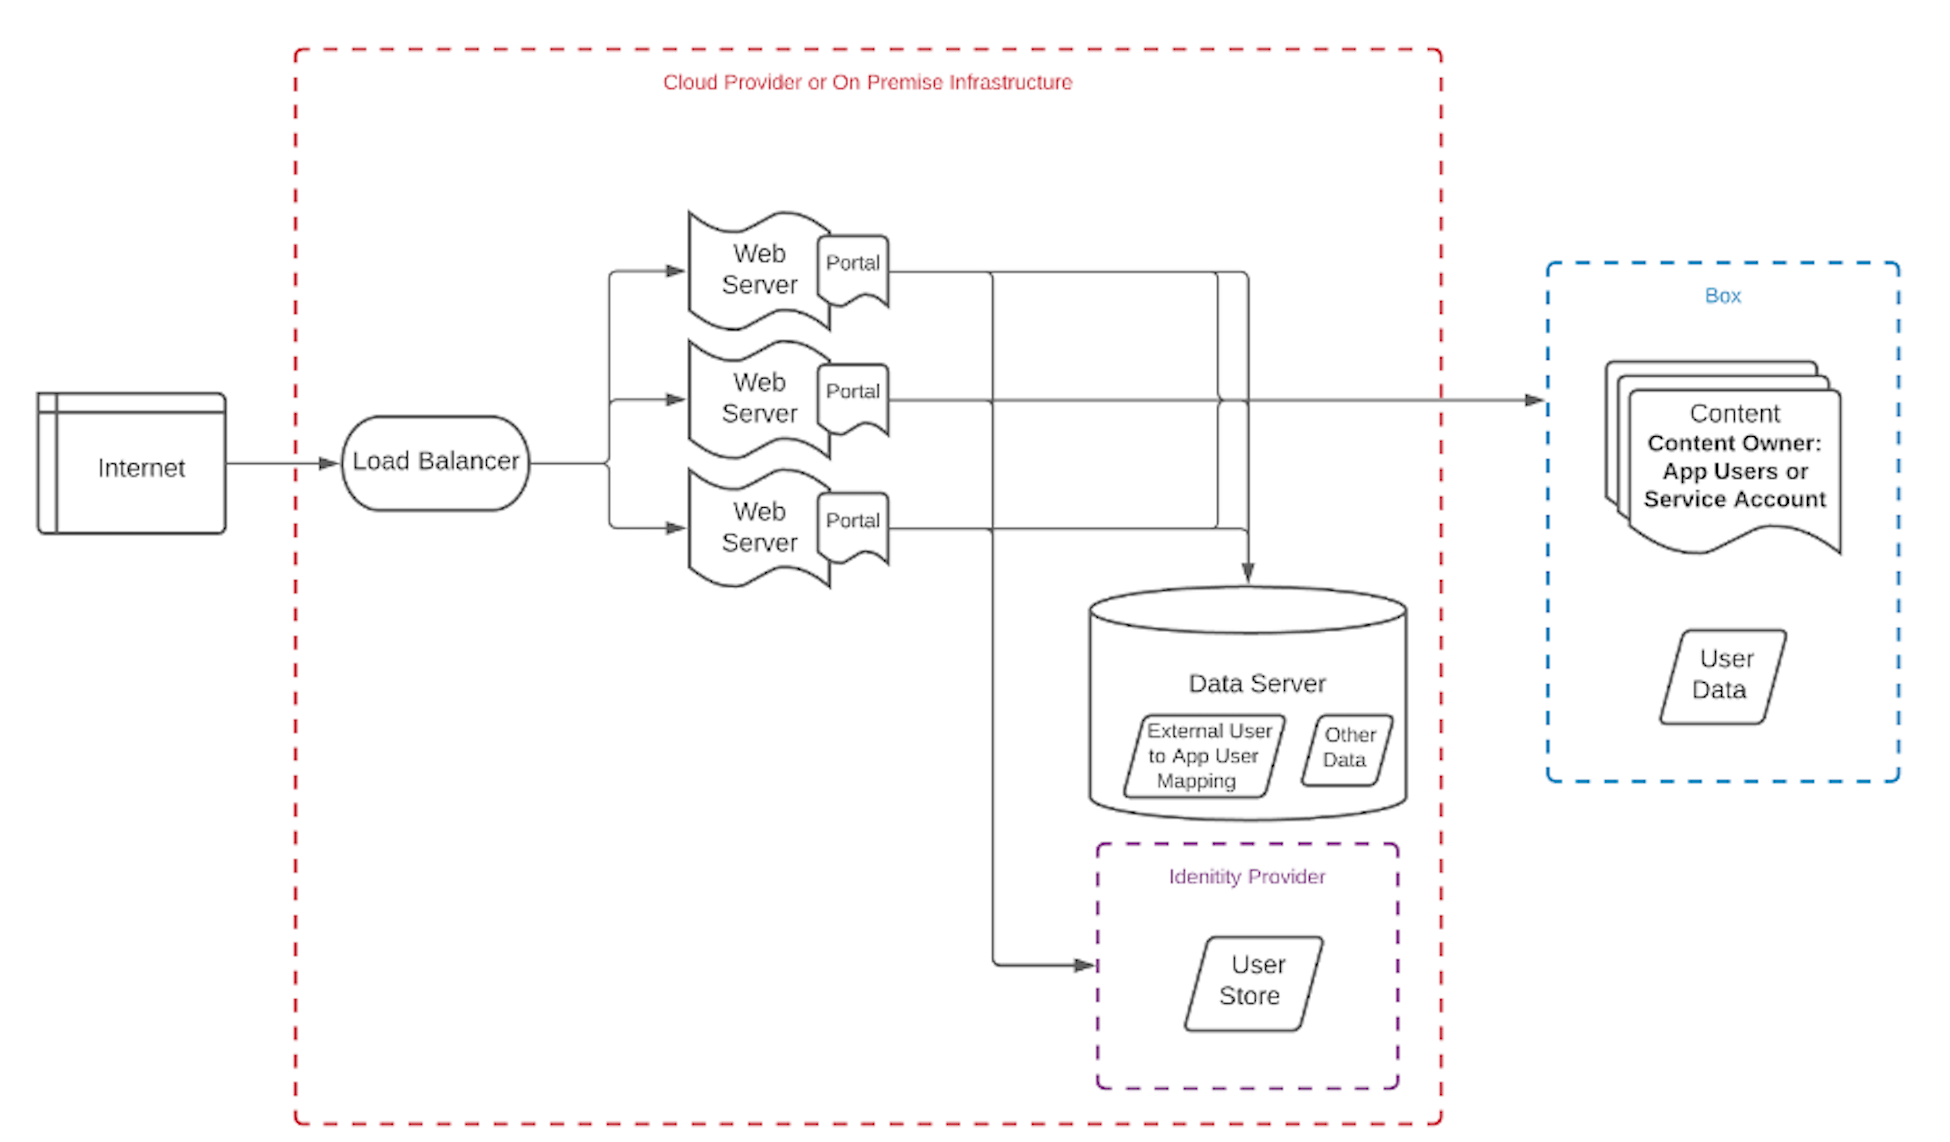 Cloud Provider or On Premise Infrastructure
Internet
Load Balancer
Web
Server
Portal
Web
Server
Portal
Web
Server
Portal
Data Server
External User
to App User
Mapping
Other
Data
Idenitity Provider
User
Store
Box
Content
Content Owner:
App Users or
Service Account
User
Data